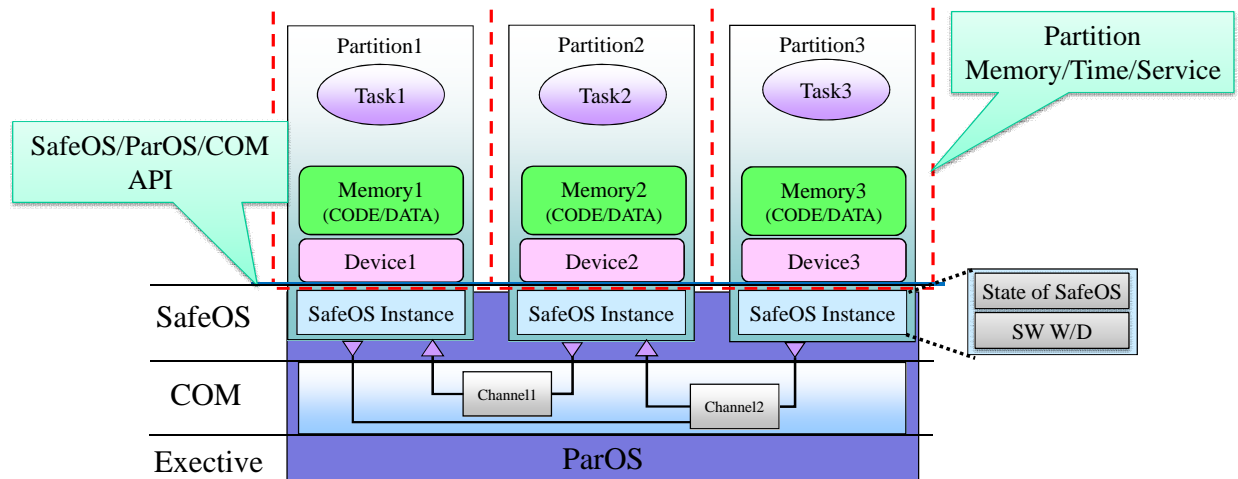 Partition1
Partition2
Partition3
Partition
Memory/Time/Service
Task1
Task2
Task3
SafeOS/ParOS/COM
API
Memory1
(CODE/DATA)
Memory2
(CODE/DATA)
Memory3
(CODE/DATA)
Device1
Device2
Device3
SafeOS
SafeOS Instance
SafeOS Instance
SafeOS Instance
State of SafeOS
SW W/D
COM
Channel1
Channel2
Exective
ParOS